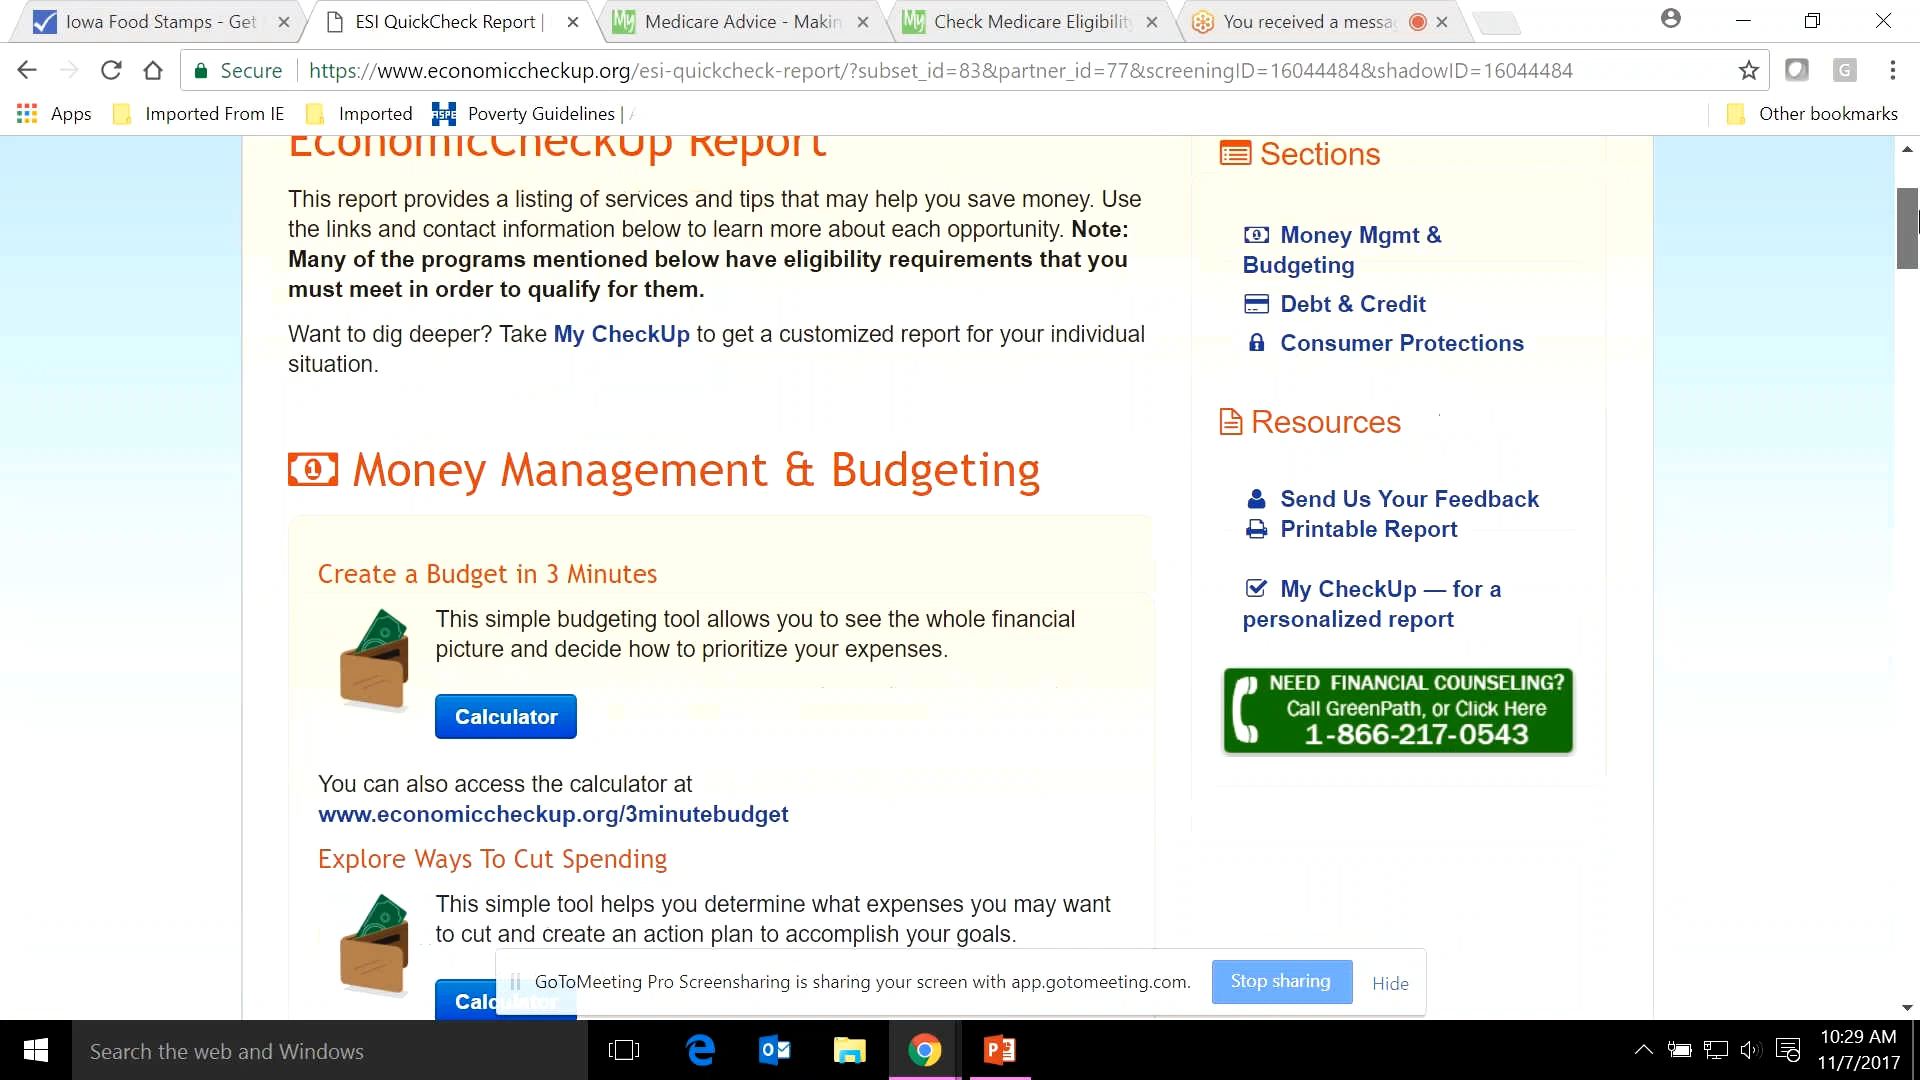 Iowa Food Stamps - Get
ESI QuickCheck Report |
Medicare Advice - Makin
Check Medicare Eligibility
You received a messa
Secure
https://www.economiccheckup.org/esi-quickcheck-report/?subset_id=83&partner_id=77&screeningID=16044484&shadowID=16044484
Apps
Imported From IE
Imported
Poverty Guidelines |
Other bookmarks
EconomicCheckUp Report
This report provides a listing of services and tips that may help you save money. Use
the links and contact information below to learn more about each opportunity. Note:
Many of the programs mentioned below have eligibility requirements that you
must meet in order to qualify for them.
Want to dig deeper? Take My CheckUp to get a customized report for your individual
situation.
Money Management & Budgeting
Create a Budget in 3 Minutes
This simple budgeting tool allows you to see the whole financial
picture and decide how to prioritize your expenses.
Calculator
You can also access the calculator at
www.economiccheckup.org/3minutebudget
Explore Ways To Cut Spending
This simple tool helps you determine what expenses you may want
to cut and create an action plan to accomplish your goals.
Calculator
Sections
Money Mgmt &
Budgeting
Debt & Credit
Consumer Protections
Resources
Send Us Your Feedback
Printable Report
My CheckUp — for a
personalized report
NEED FINANCIAL COUNSELING?
Call GreenPath, or Click Here
1-866-217-0543
GoToMeeting Pro Screensharing is sharing your screen with app.gotomeeting.com.
Stop sharing
Hide
Search the web and Windows
10:29 AM
11/7/2017